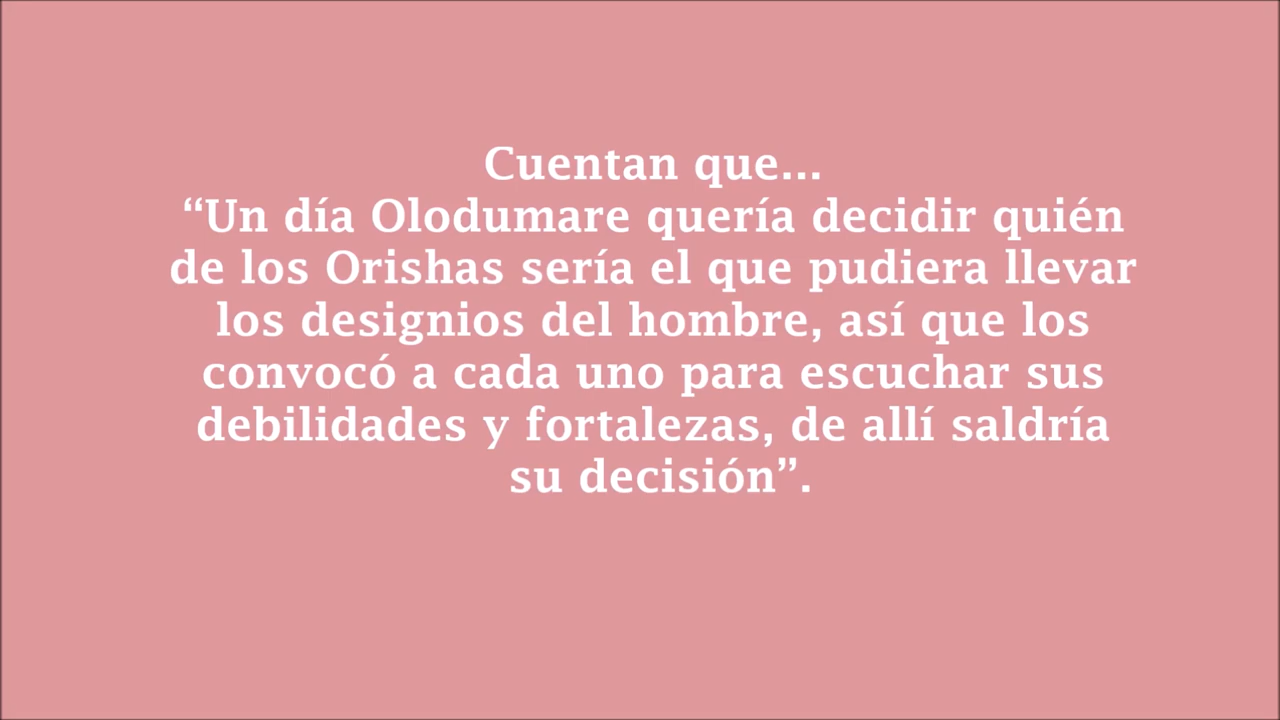 Cuentan que...
“Un día Olodumare quería decidir quién
de los Orishas sería el que pudiera llevar
los designios del hombre, así que los
convocó a cada uno para escuchar sus
debilidades y fortalezas, de allí saldría
su decisión”.